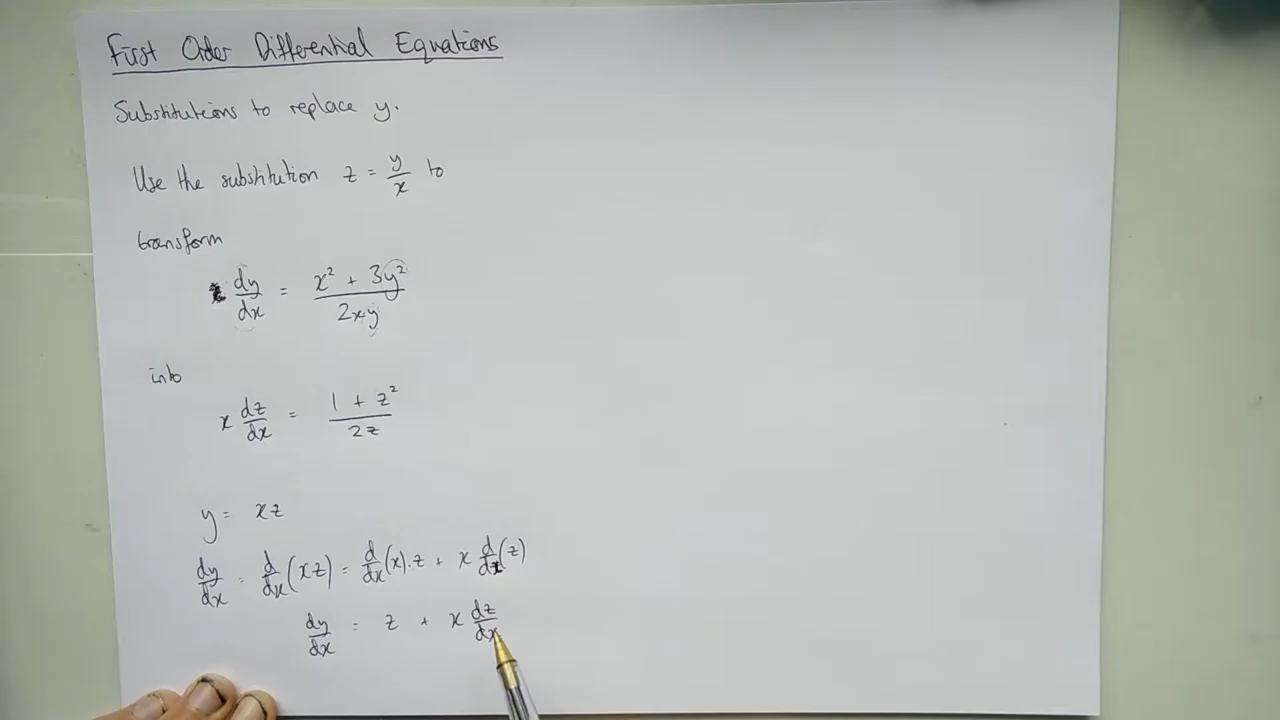 First Order Differential Equations
Substitutions to replace y.
Use the substitution z = y/x to
transform
dy/dx = (x² + 3y²)/(2xy)
into
x dz/dx = (1 + z²)/(2z)
y = xz
dy/dx = d/dx(xz) = d/dx(x).z + x d/dx(z)
dy/dx = z + x dz/dx